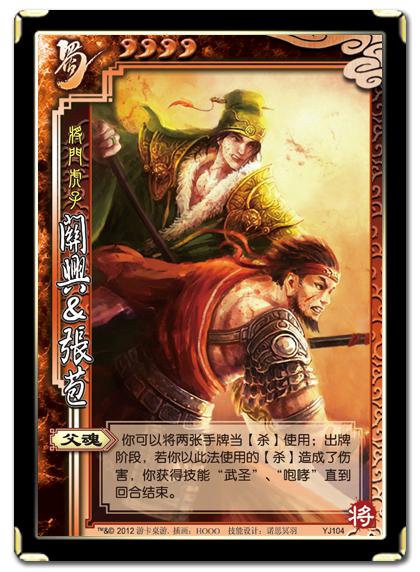 蜀
將門虎子
關興&張苞
父魂
你可以将两张手牌当【杀】使用；出牌
阶段，若你以此法使用的【杀】造成了伤
害，你获得技能“武圣”、“咆哮”直到
回合结束。
将
™&© 2012 游卡桌游. 插画：HOOO 技能设计：诺思冥羽 YJ104